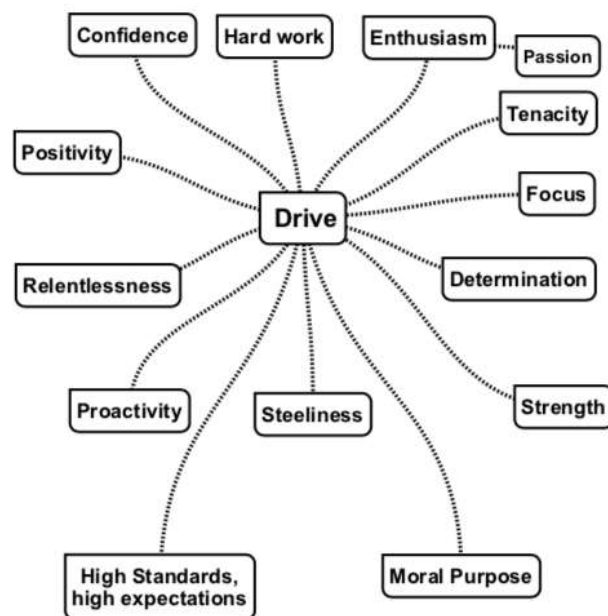 Confidence
Hard work
Enthusiasm
Passion
Tenacity
Positivity
Focus
Drive
Relentlessness
Determination
Proactivity
Steeliness
Strength
High Standards,
high expectations
Moral Purpose